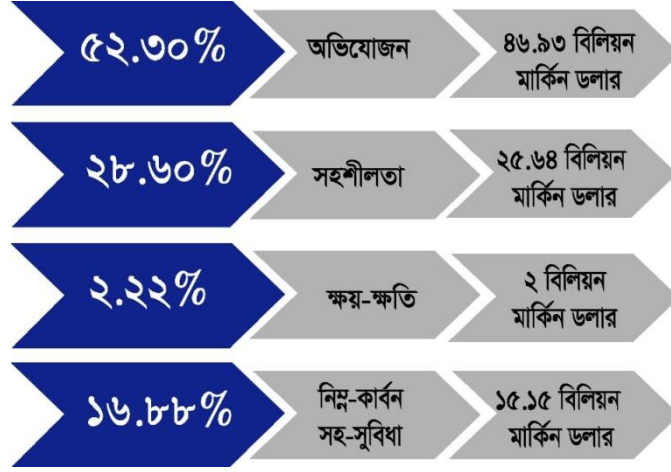 ৫২.৩০%
অভিযোজন
৪৬.৯৩ বিলিয়ন
মার্কিন ডলার
২৮.৬০%
সহশীলতা
২৫.৬৪ বিলিয়ন
মার্কিন ডলার
২.২২%
ক্ষয়-ক্ষতি
২ বিলিয়ন
মার্কিন ডলার
১৬.৮৮%
নিম্ন-কার্বন
সহ-সুবিধা
১৫.১৫ বিলিয়ন
মার্কিন ডলার